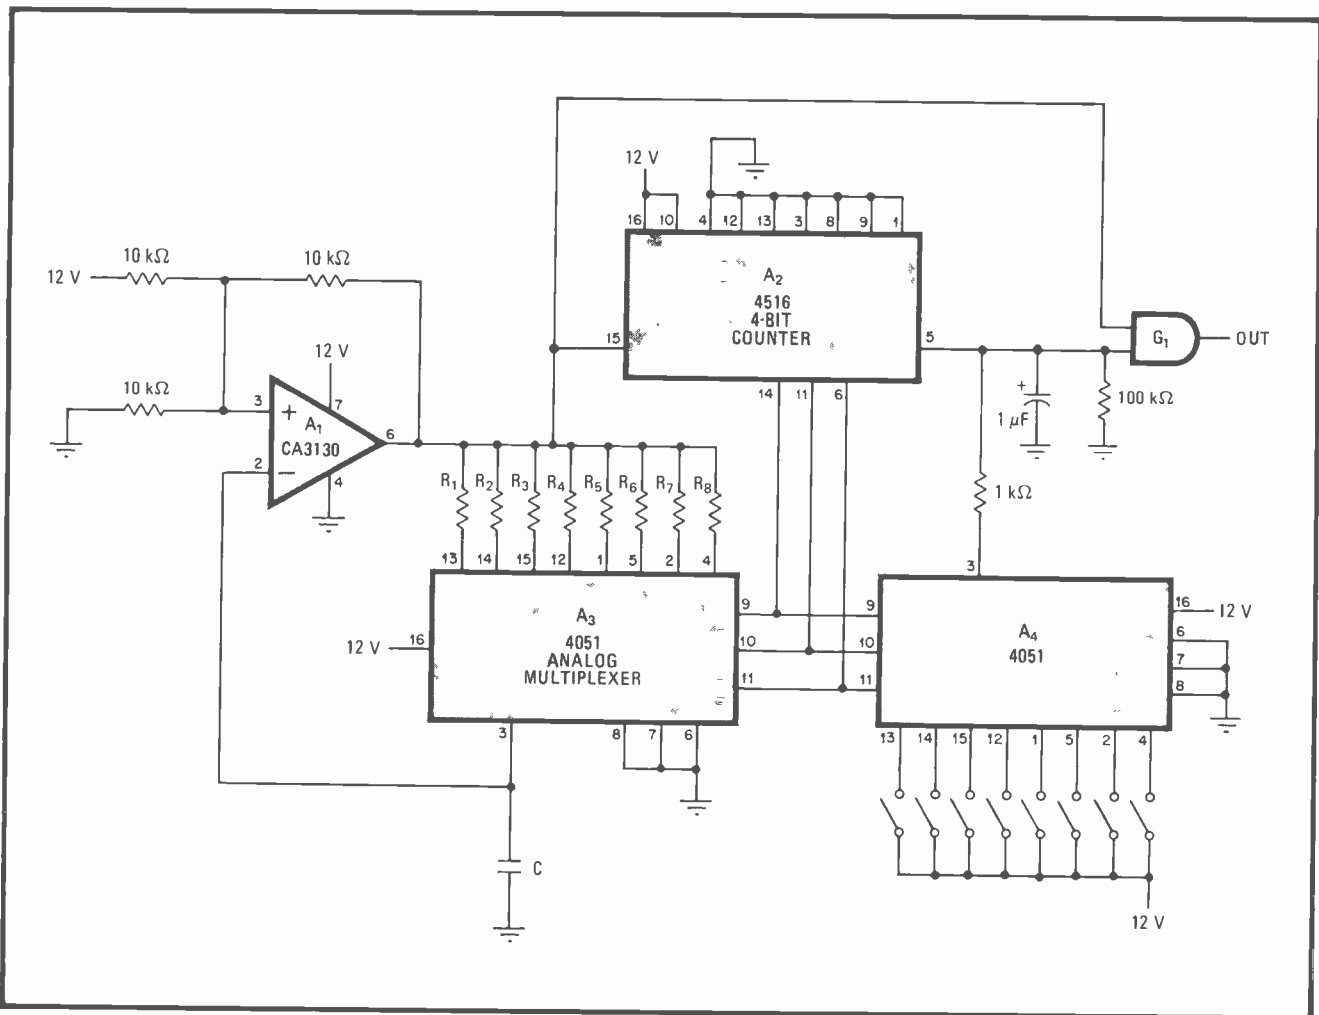 12 V
16 10 4 12 13 3 8 9 1
A2
4516
4-BIT
COUNTER
15
5
14 11 6
G1
OUT
+
1 µF
100 kΩ
1 kΩ
10 kΩ
10 kΩ
12 V
12 V
10 kΩ
3
+
7
A1
CA3130
6
2
−
4
R1 R2 R3 R4 R5 R6 R7 R8
13 14 15 12 1 5 2 4
A3
4051
ANALOG
MULTIPLEXER
12 V
16
9
10
11
3
8 7 6
C
3
9
10
11
A4
4051
16
12 V
6
7
8
13 14 15 12 1 5 2 4
12 V